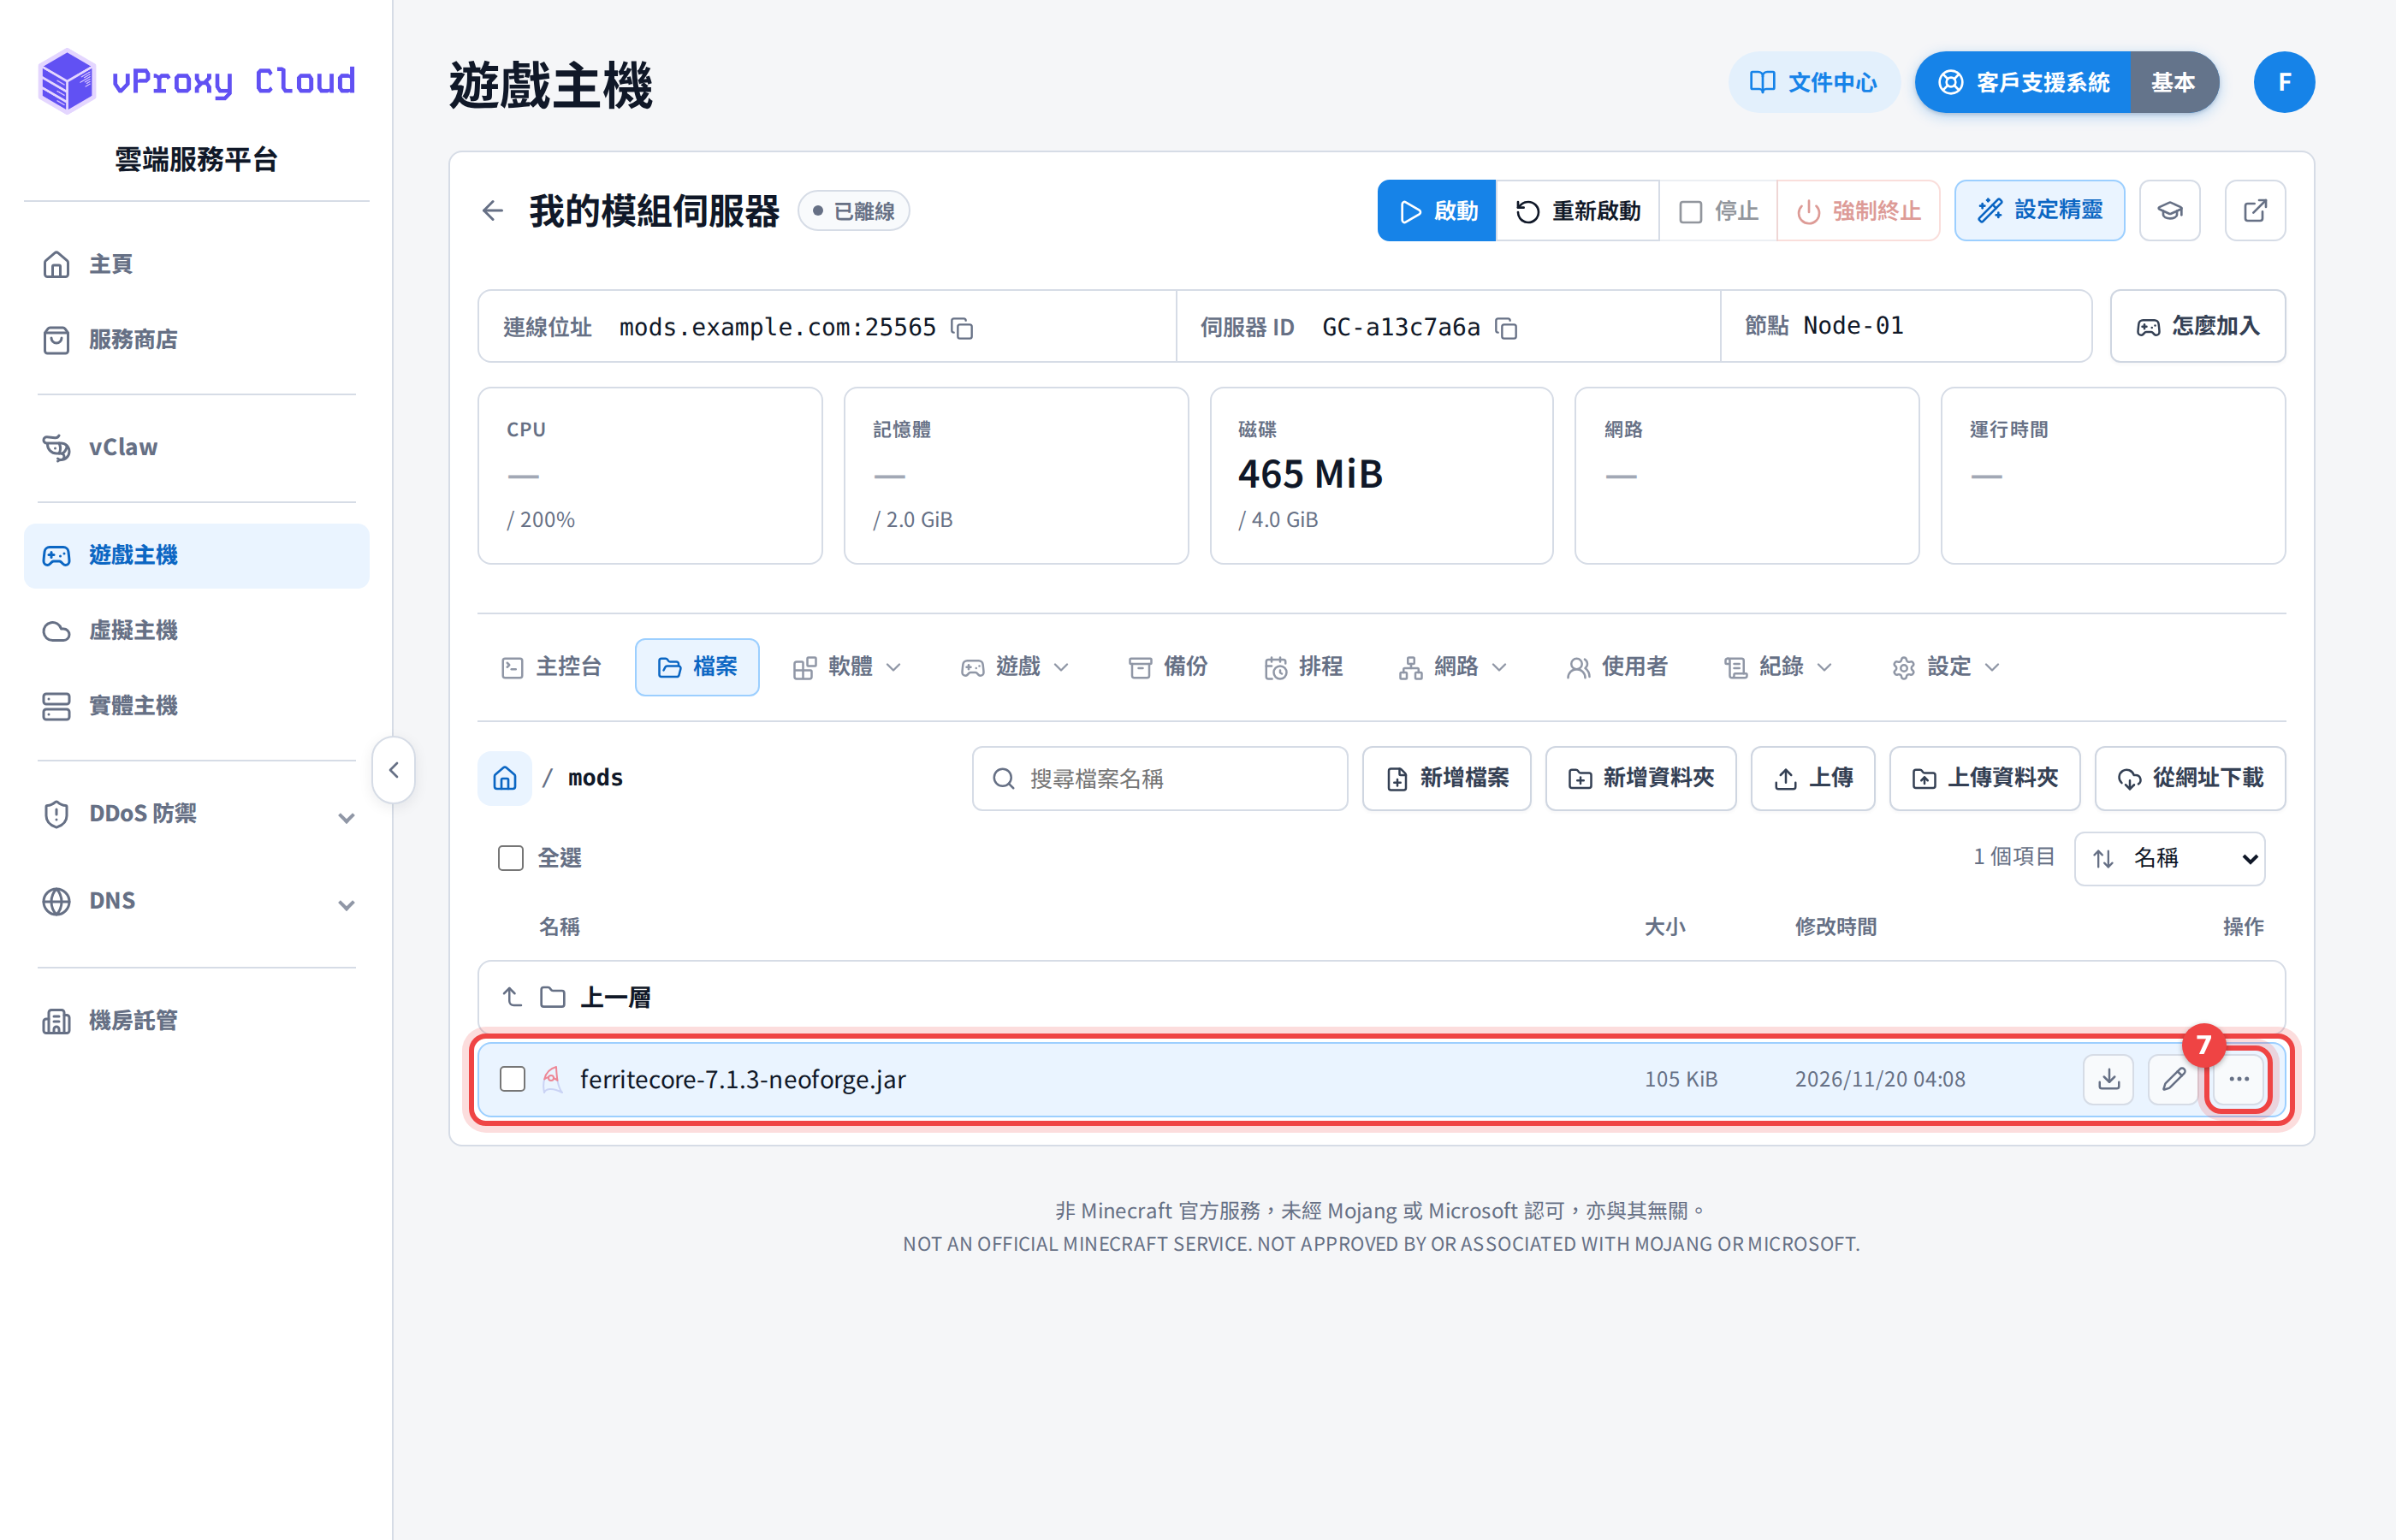 vProxy Cloud
雲端服務平台
主頁
服務商店
vClaw
遊戲主機
虛擬主機
實體主機
DDoS 防禦
DNS
機房託管
遊戲主機
文件中心
客戶支援系統 基本
F
我的模組伺服器 已離線
啟動 重新啟動 停止 強制終止 設定精靈
連線位址 mods.example.com:25565 伺服器 ID GC-a13c7a6a 節點 Node-01 怎麼加入
CPU
—
/ 200%
記憶體
—
/ 2.0 GiB
磁碟
465 MiB
/ 4.0 GiB
網路
—
運行時間
—
主控台 檔案 軟體 遊戲 備份 排程 網路 使用者 紀錄 設定
/ mods 搜尋檔案名稱 新增檔案 新增資料夾 上傳 上傳資料夾 從網址下載
全選 1 個項目 名稱
名稱 大小 修改時間 操作
上一層
7
ferritecore-7.1.3-neoforge.jar 105 KiB 2026/11/20 04:08
非 Minecraft 官方服務，未經 Mojang 或 Microsoft 認可，亦與其無關。
NOT AN OFFICIAL MINECRAFT SERVICE. NOT APPROVED BY OR ASSOCIATED WITH MOJANG OR MICROSOFT.